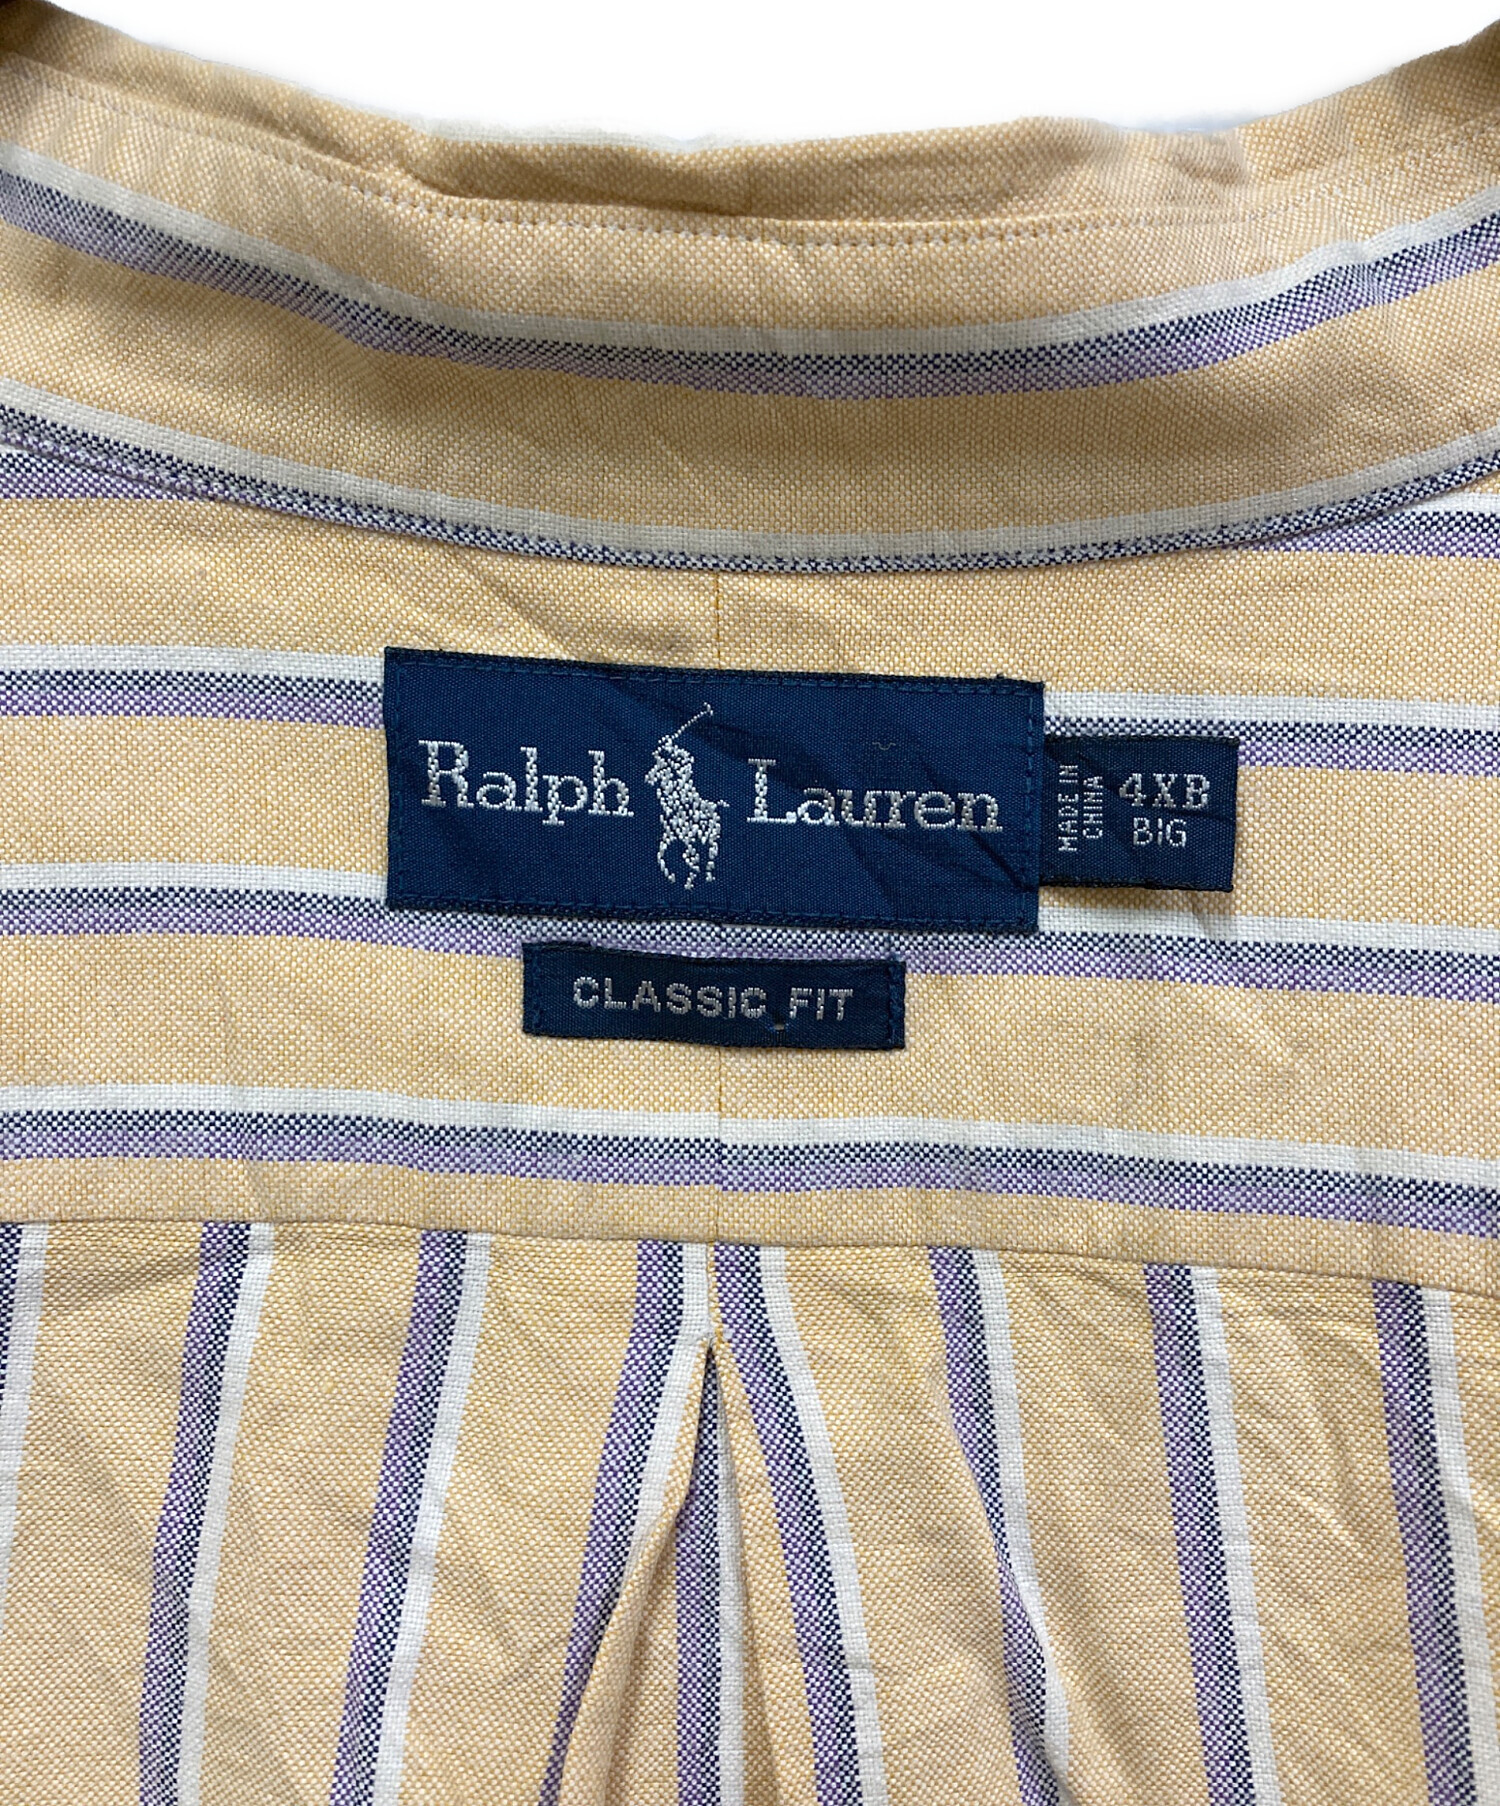 Ralph Lauren
MADE IN
CHINA
4XB
BIG
CLASSIC FIT